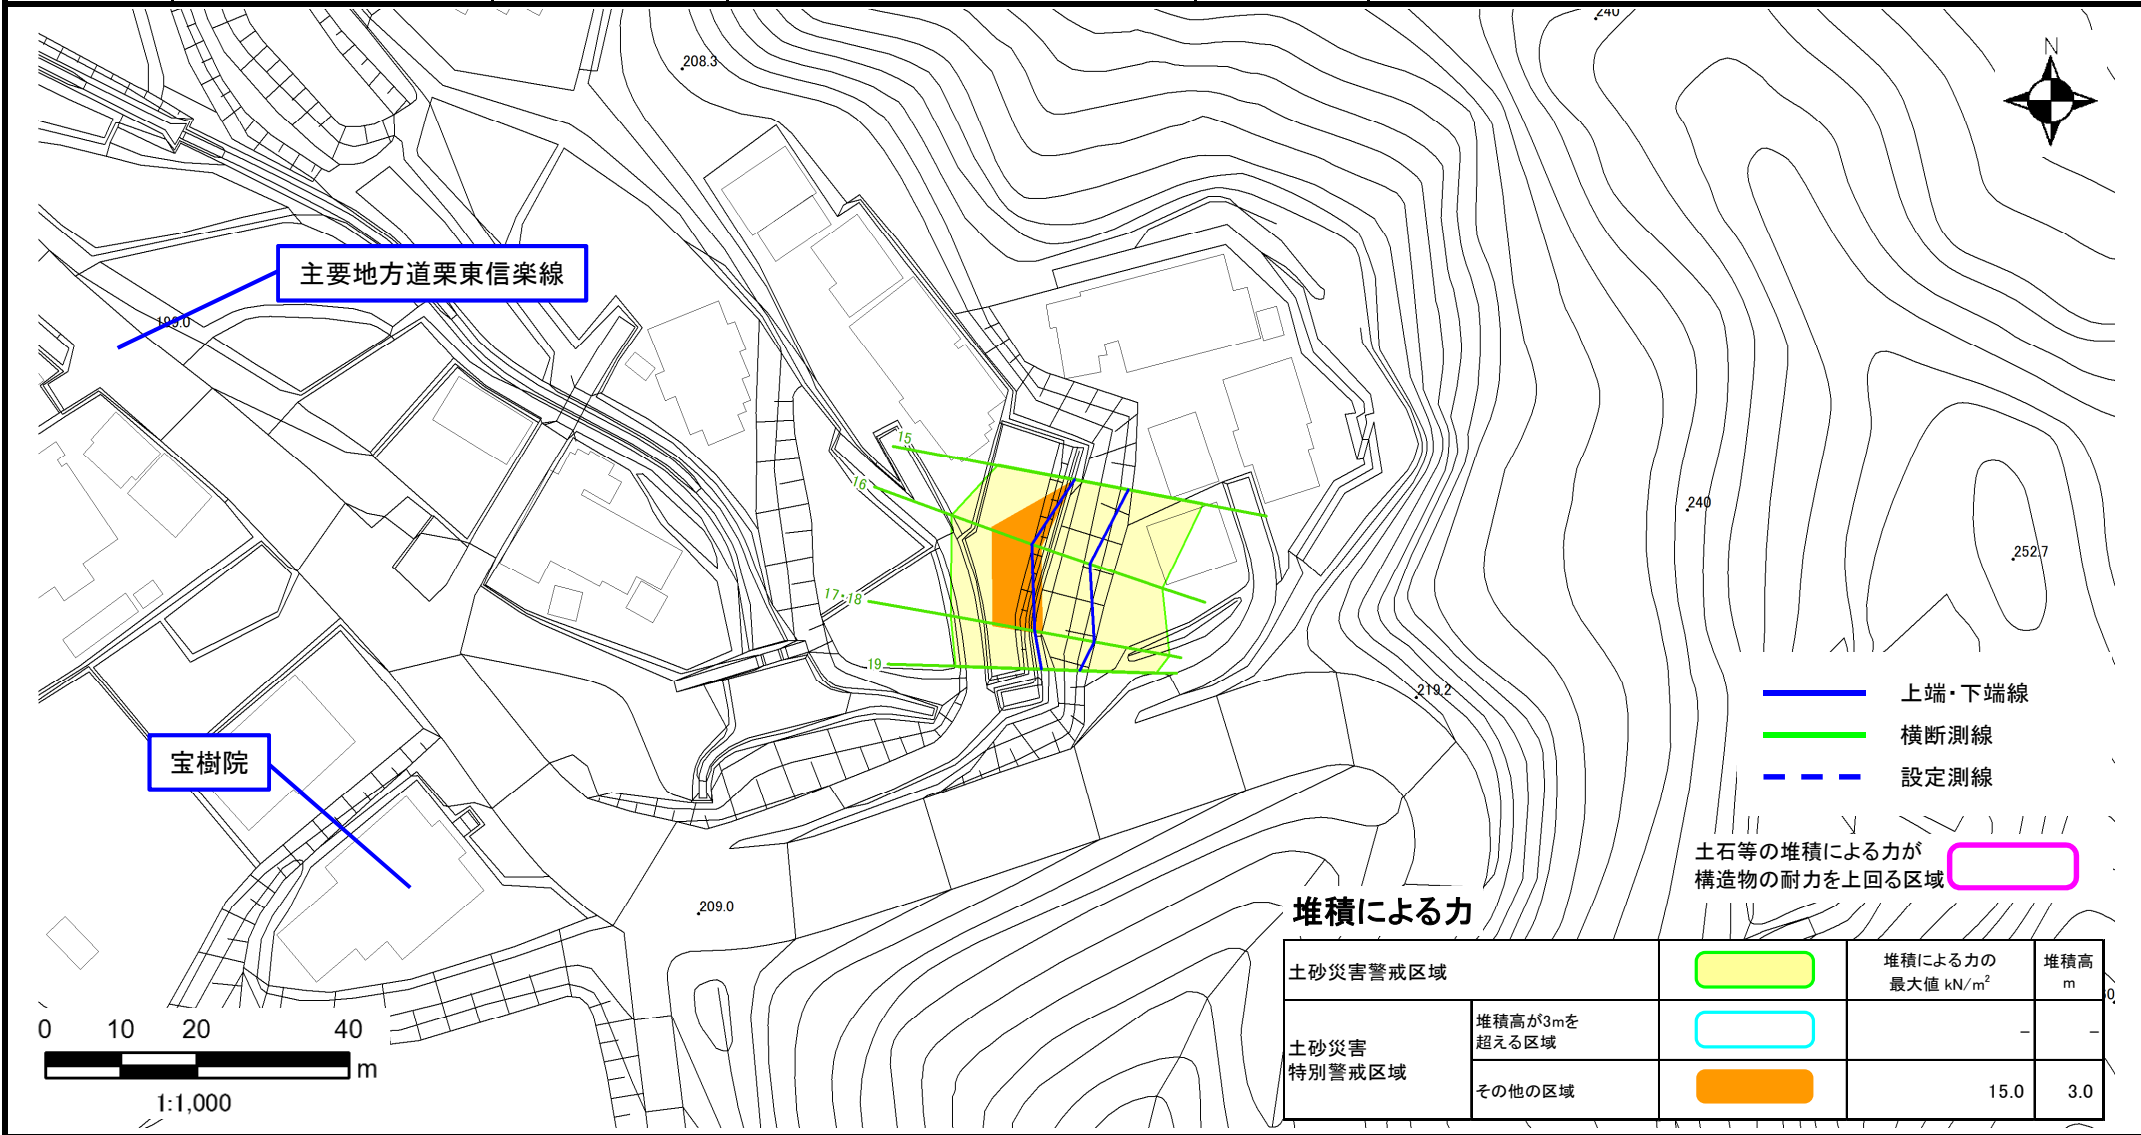 240
N
208.3
主要地方道栗東信楽線
199.0
15
16
17・18
19
240
252.7
219.2
宝樹院
209.0
上端・下端線
横断測線
設定測線
土石等の堆積による力が
構造物の耐力を上回る区域
堆積による力
土砂災害警戒区域
堆積による力の
最大値 kN/m²
堆積高
m
土砂災害
特別警戒区域
堆積高が3mを
超える区域
－
－
その他の区域
15.0
3.0
0 10 20 40
m
1:1,000